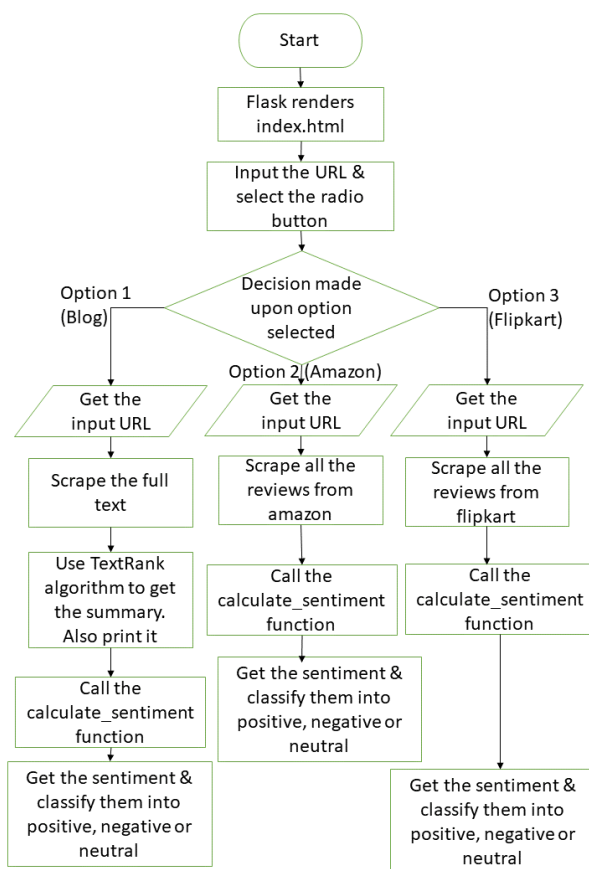 Start
Flask renders
index.html
Input the URL &
select the radio
button
Decision made
upon option
selected
Option 1
(Blog)
Option 2 (Amazon)
Option 3
(Flipkart)
Get the
input URL
Scrape the full
text
Use TextRank
algorithm to get
the summary.
Also print it
Call the
calculate_sentiment
function
Get the sentiment &
classify them into
positive, negative or
neutral
Get the
input URL
Scrape all the
reviews from
amazon
Call the
calculate_sentiment
function
Get the sentiment &
classify them into
positive, negative or
neutral
Get the
input URL
Scrape all the
reviews from
flipkart
Call the
calculate_sentiment
function
Get the sentiment &
classify them into
positive, negative or
neutral